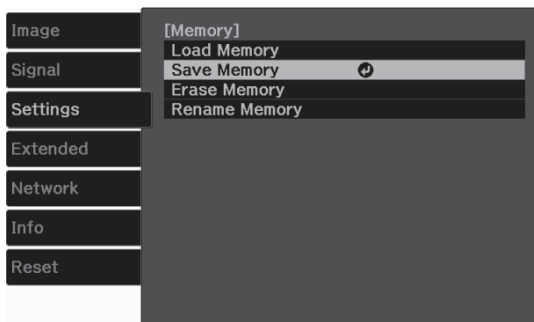 Image
Signal
Settings
Extended
Network
Info
Reset
[Memory]
Load Memory
Save Memory
Erase Memory
Rename Memory